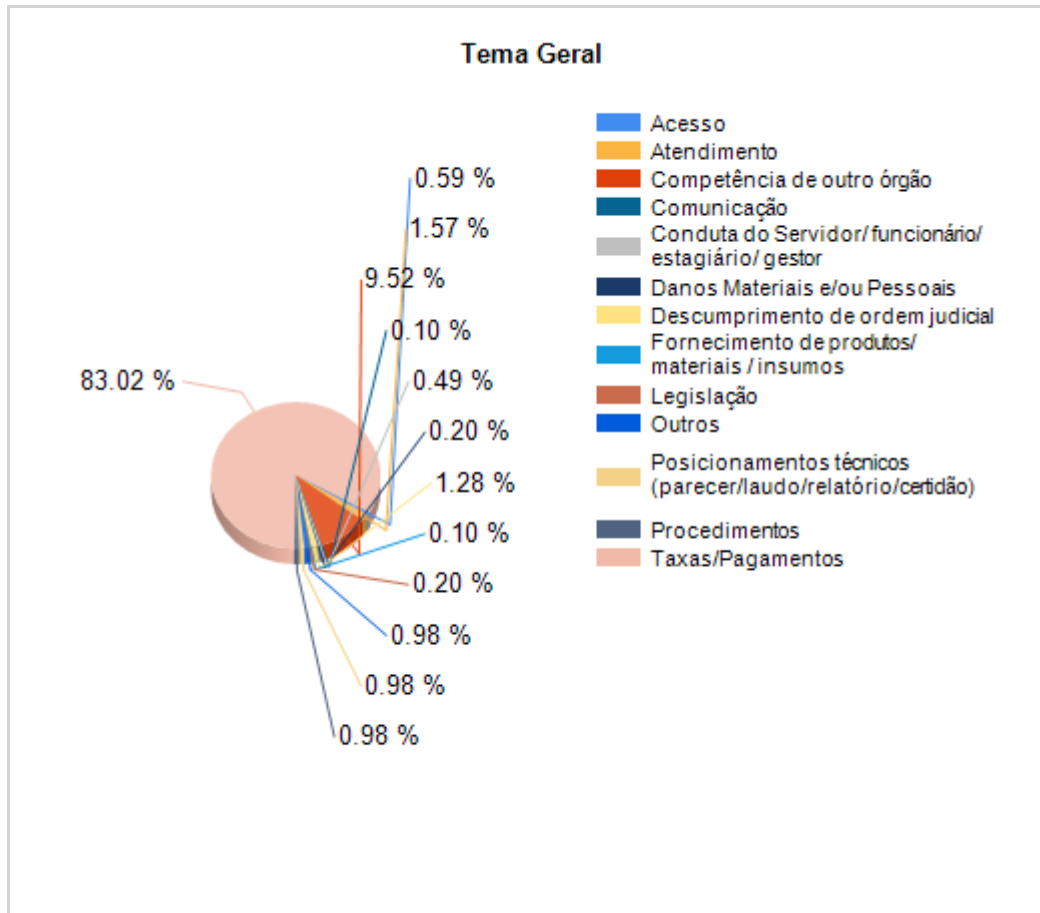 Tema Geral
0.59 %
1.57 %
9.52 %
0.10 %
83.02 %
0.49 %
0.20 %
1.28 %
0.10 %
0.20 %
0.98 %
0.98 %
0.98 %
Acesso
Atendimento
Competência de outro órgão
Comunicação
Conduta do Servidor/ funcionário/
estagiário/ gestor
Danos Materiais e/ou Pessoais
Descumprimento de ordem judicial
Fornecimento de produtos/
materiais / insumos
Legislação
Outros
Posicionamentos técnicos
(parecer/laudo/relatório/certidão)
Procedimentos
Taxas/Pagamentos